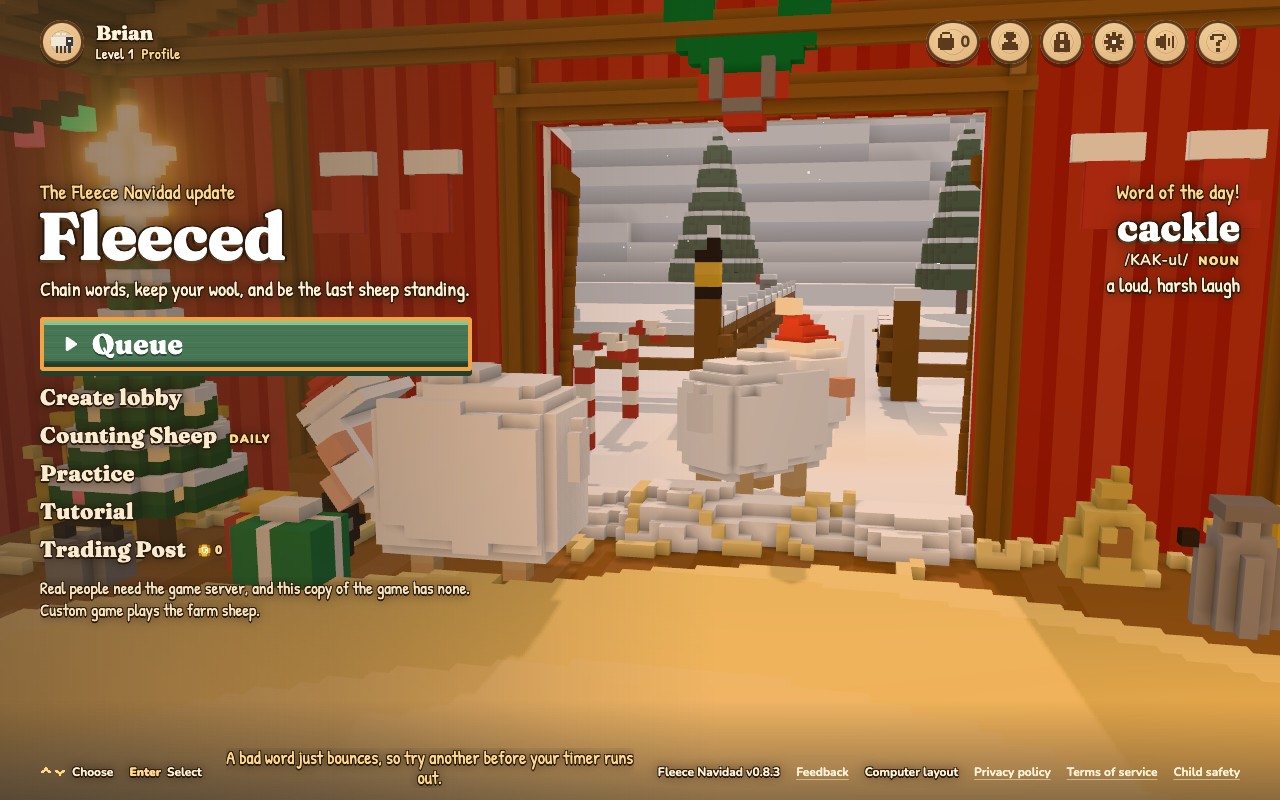 Brian
Level 1 Profile
0
The Fleece Navidad update
Fleeced
Chain words, keep your wool, and be the last sheep standing.
Queue
Create lobby
Counting Sheep DAILY
Practice
Tutorial
Trading Post 0
Real people need the game server, and this copy of the game has none.
Custom game plays the farm sheep.
Word of the day!
cackle
/KAK-ul/ NOUN
a loud, harsh laugh
Choose Enter Select
A bad word just bounces, so try another before your timer runs
out.
Fleece Navidad v0.8.3 Feedback Computer layout Privacy policy Terms of service Child safety